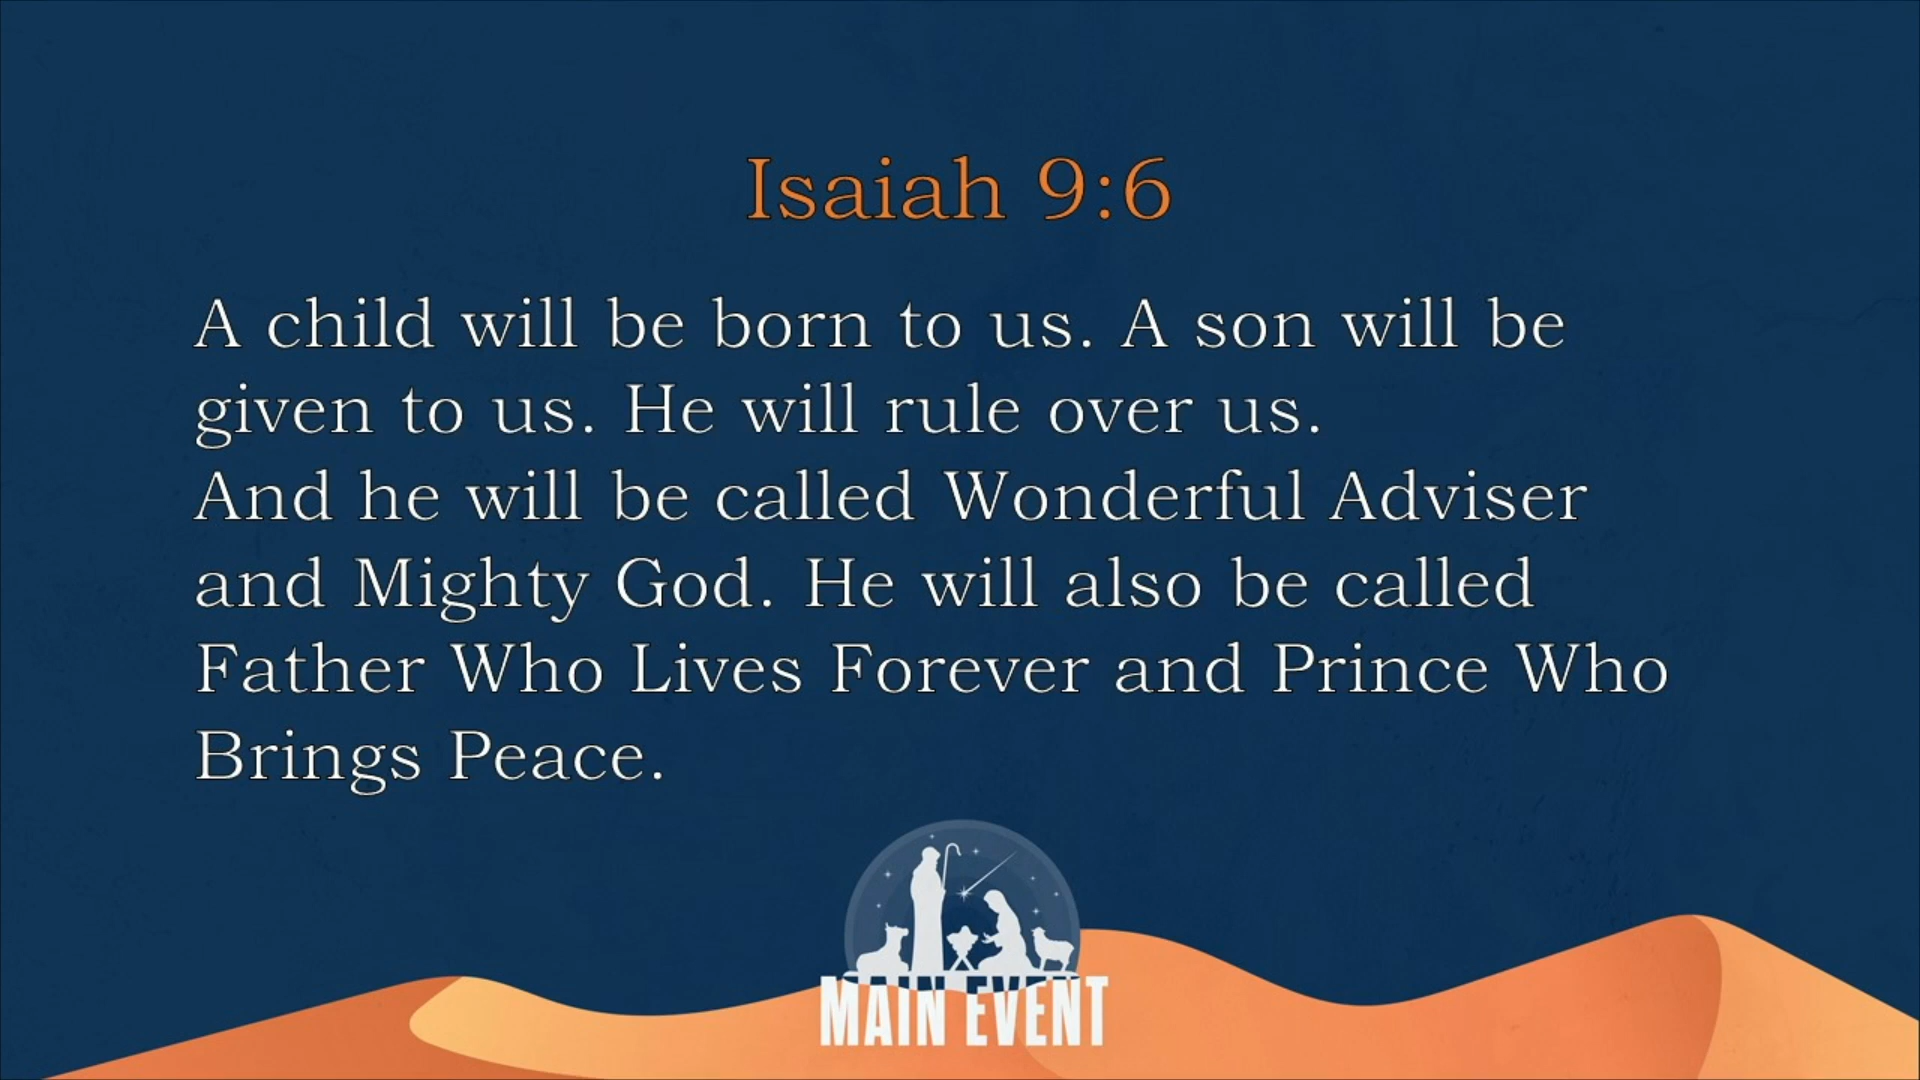 Isaiah 9:6
A child will be born to us. A son will be
given to us. He will rule over us.
And he will be called Wonderful Adviser
and Mighty God. He will also be called
Father Who Lives Forever and Prince Who
Brings Peace.
MAIN EVENT